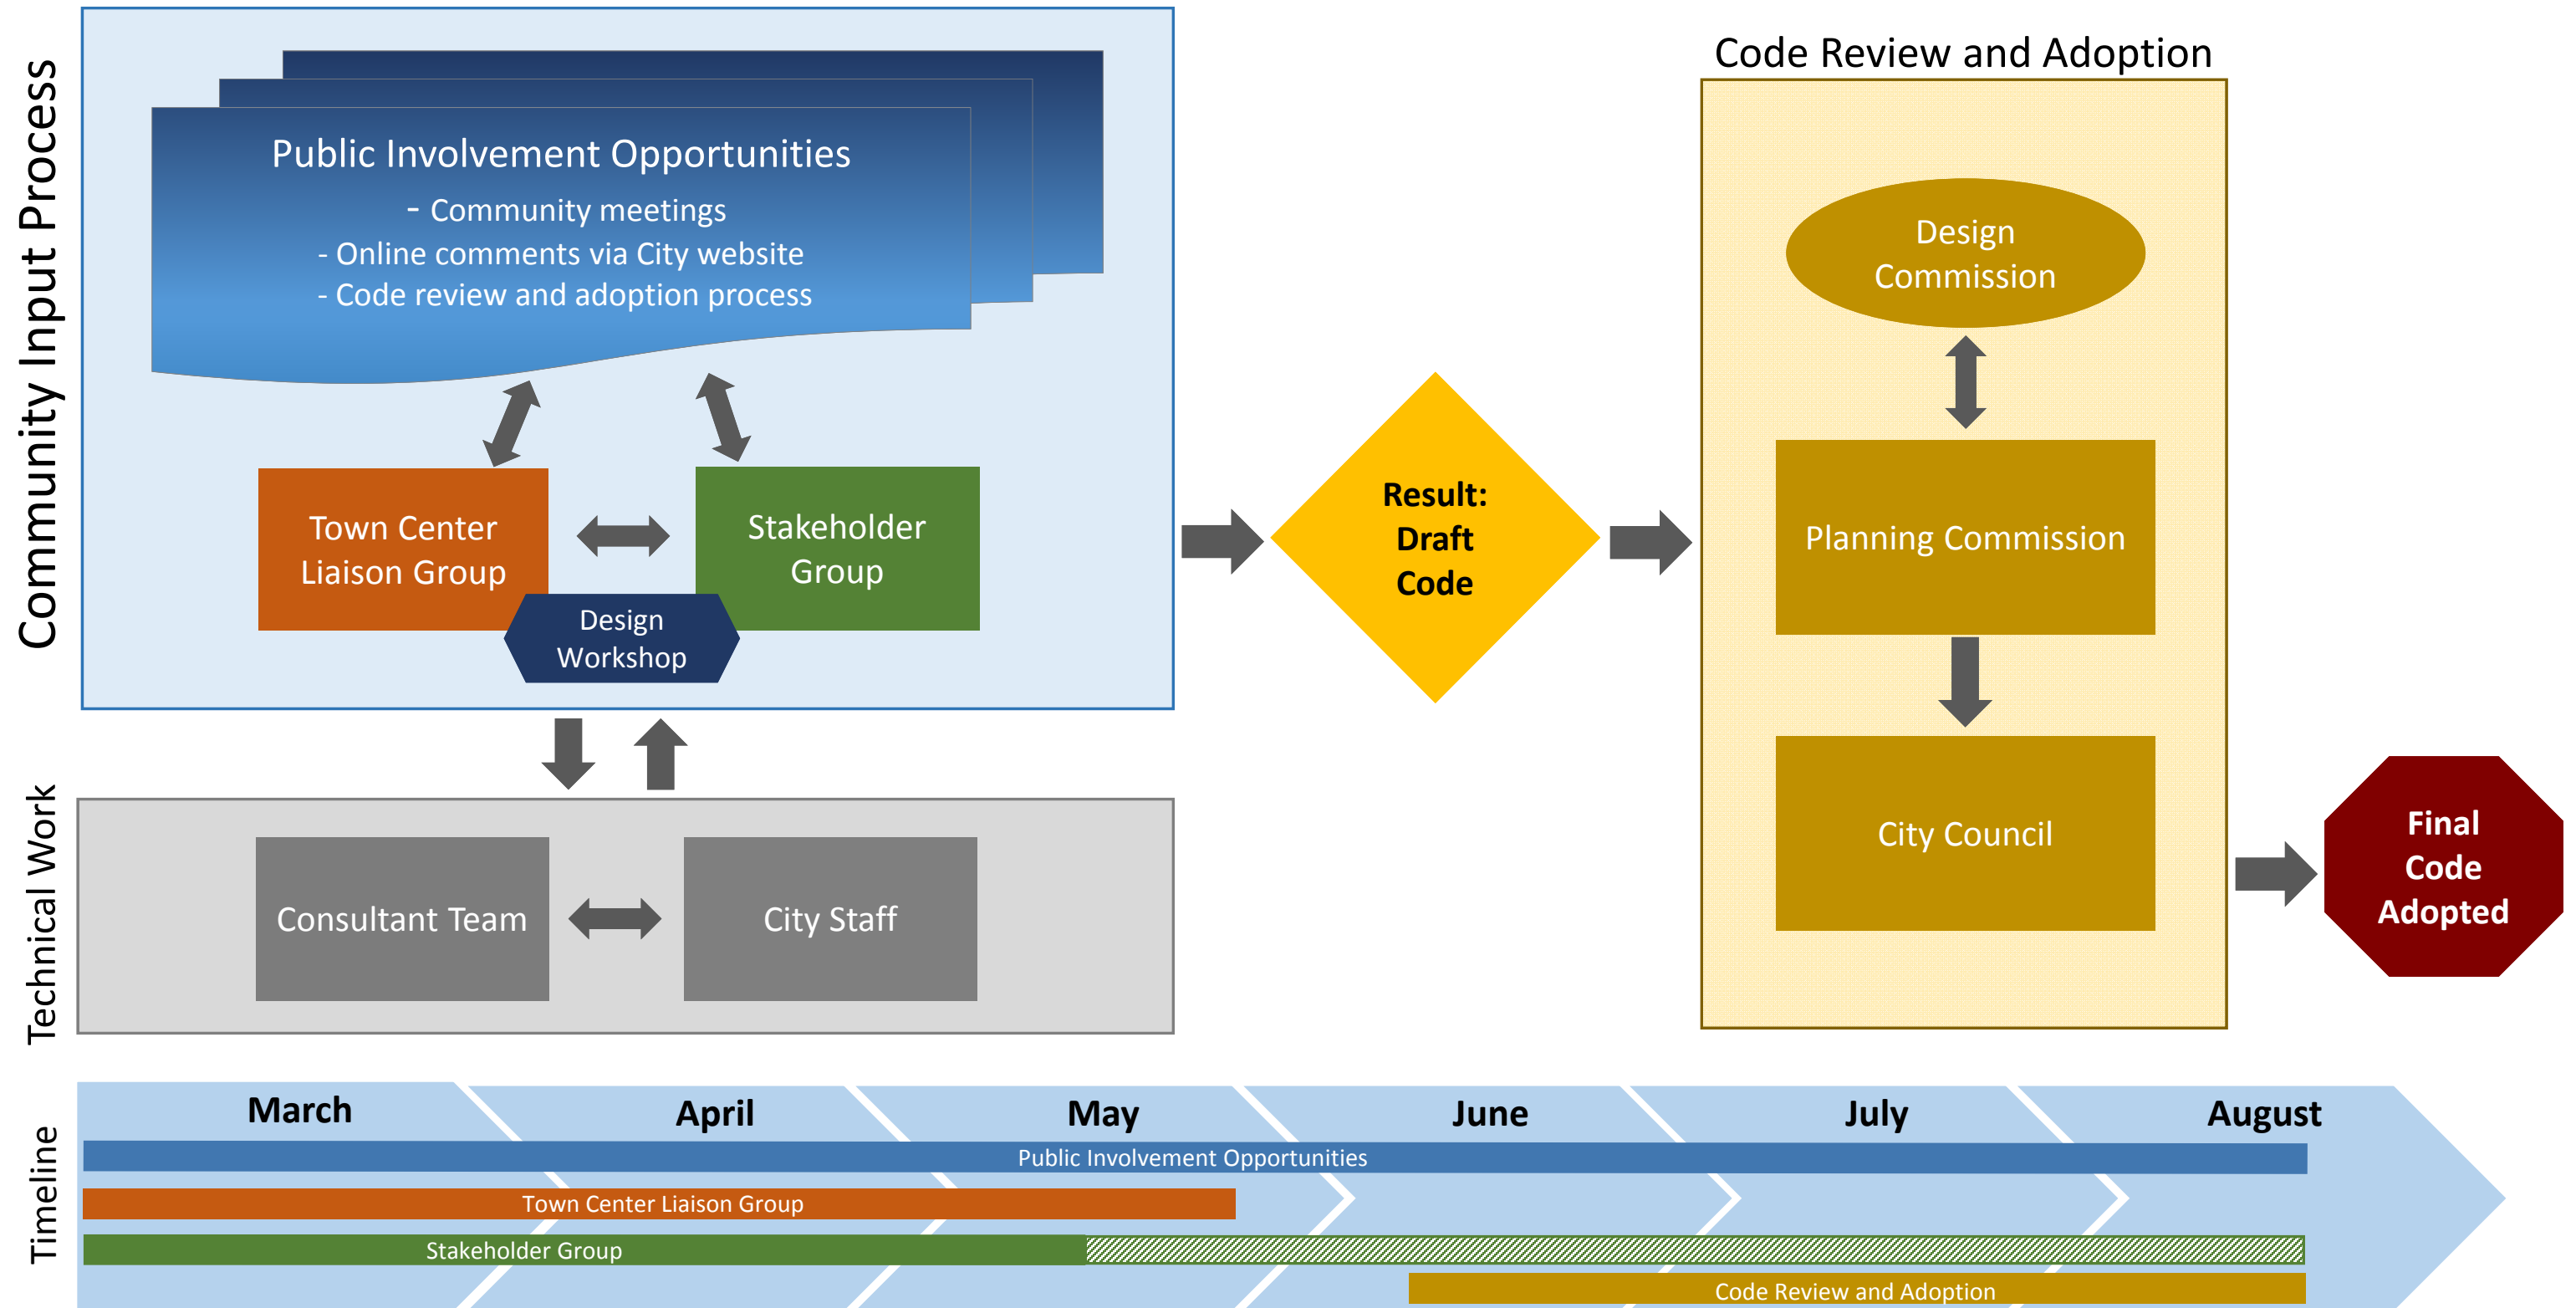 Community Input Process
Public Involvement Opportunities
- Community meetings
- Online comments via City website
- Code review and adoption process
Town Center
Liaison Group
Stakeholder
Group
Design
Workshop
Result:
Draft
Code
Code Review and Adoption
Design
Commission
Planning Commission
City Council
Final
Code
Adopted
Technical Work
Consultant Team
City Staff
Timeline
March
April
May
June
July
August
Public Involvement Opportunities
Town Center Liaison Group
Stakeholder Group
Code Review and Adoption